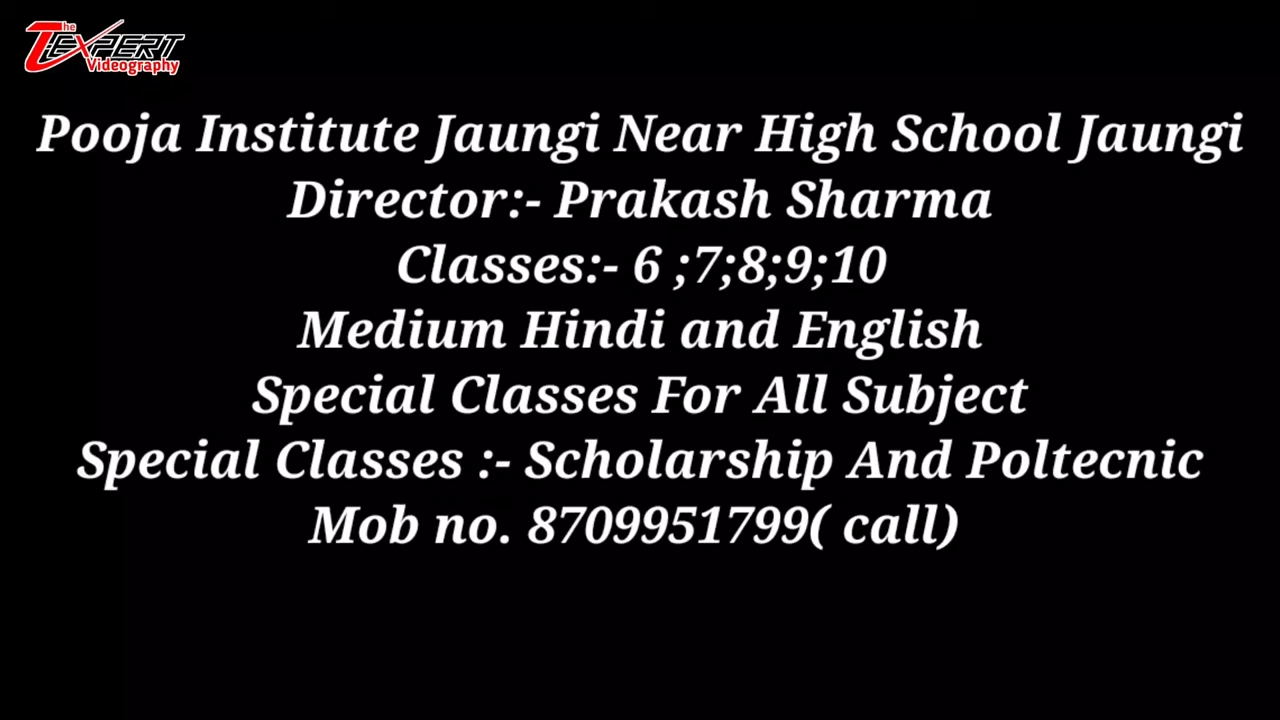 The
EXPERT
Videography
Pooja Institute Jaungi Near High School Jaungi
Director:- Prakash Sharma
Classes:- 6 ;7;8;9;10
Medium Hindi and English
Special Classes For All Subject
Special Classes :- Scholarship And Poltecnic
Mob no. 8709951799( call)